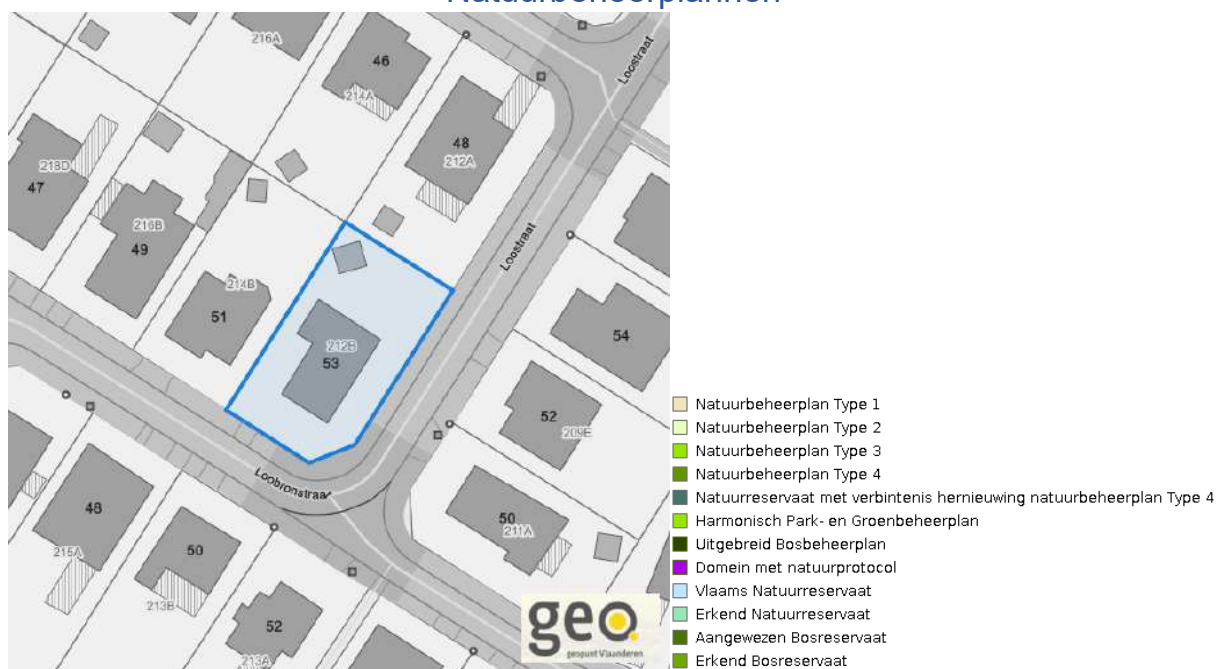 Natuurbeheerplannen
216A
46
214A
Loostraat
48
212A
218D
47
216B
49
Loostraat
214B
51
212B
53
54
52
209E
Loobronstraat
48
215A
50
213B
50
211A
52
213A
geo
geopunt Vlaanderen
Natuurbeheerplan Type 1
Natuurbeheerplan Type 2
Natuurbeheerplan Type 3
Natuurbeheerplan Type 4
Natuurreservaat met verbintenis hernieuwing natuurbeheerplan Type 4
Harmonisch Park- en Groenbeheerplan
Uitgebreid Bosbeheerplan
Domein met natuurprotocol
Vlaams Natuurreservaat
Erkend Natuurreservaat
Aangewezen Bosreservaat
Erkend Bosreservaat